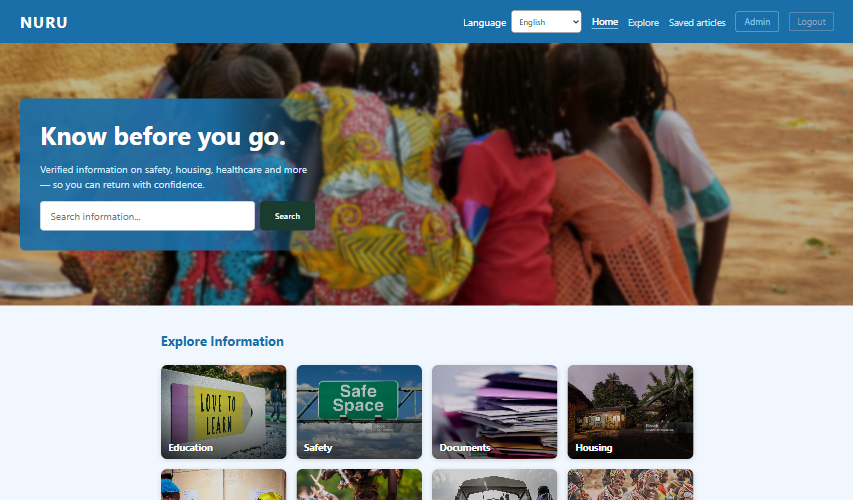 NURU
Language English Home Explore Saved articles Admin Logout
Know before you go.
Verified information on safety, housing, healthcare and more
— so you can return with confidence.
Search information... Search
Explore Information
LOVE TO
LEARN
Education
Safe
Space
Safety
Documents
Housing